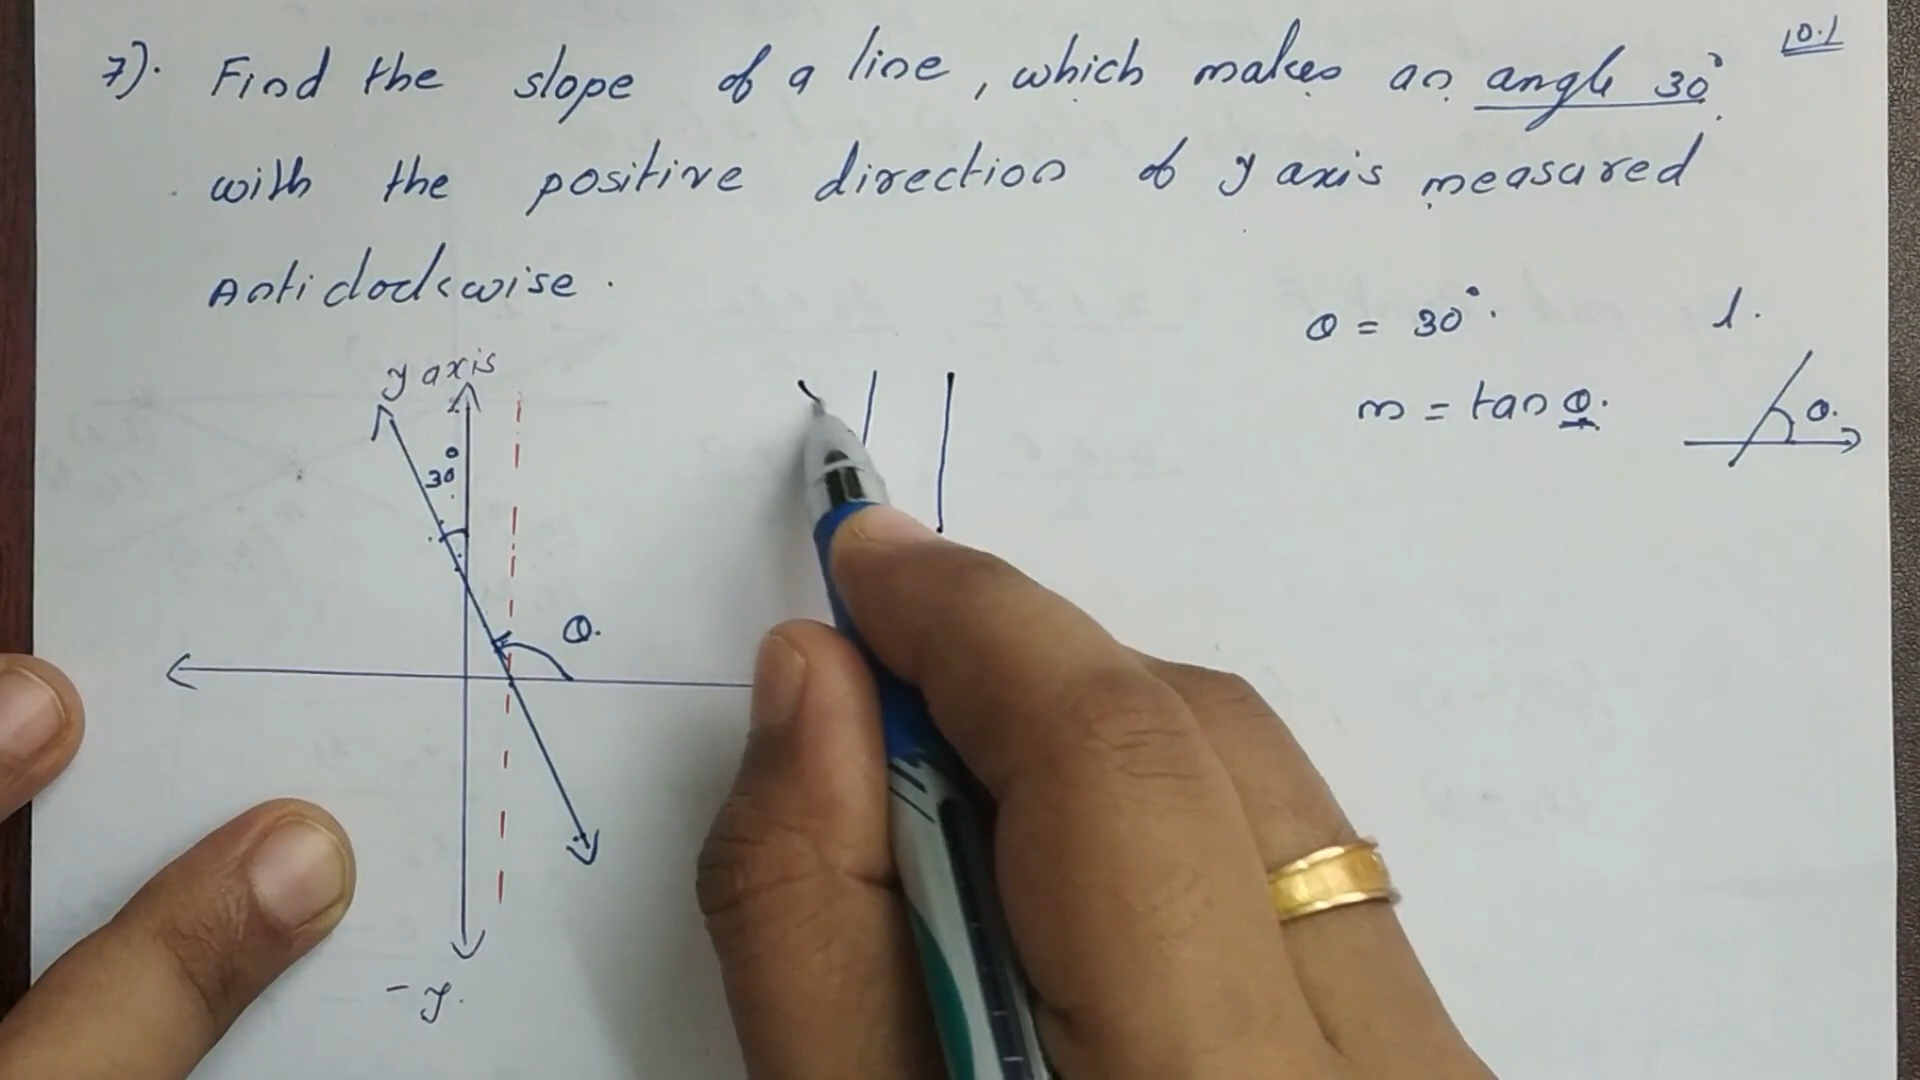 10.1
7). Find the slope of a line, which makes an angle 30°
with the positive direction of y axis measured
Anticlockwise.
θ = 30°. 1.
m = tan θ.
θ.
y axis
30°
θ.
-y.